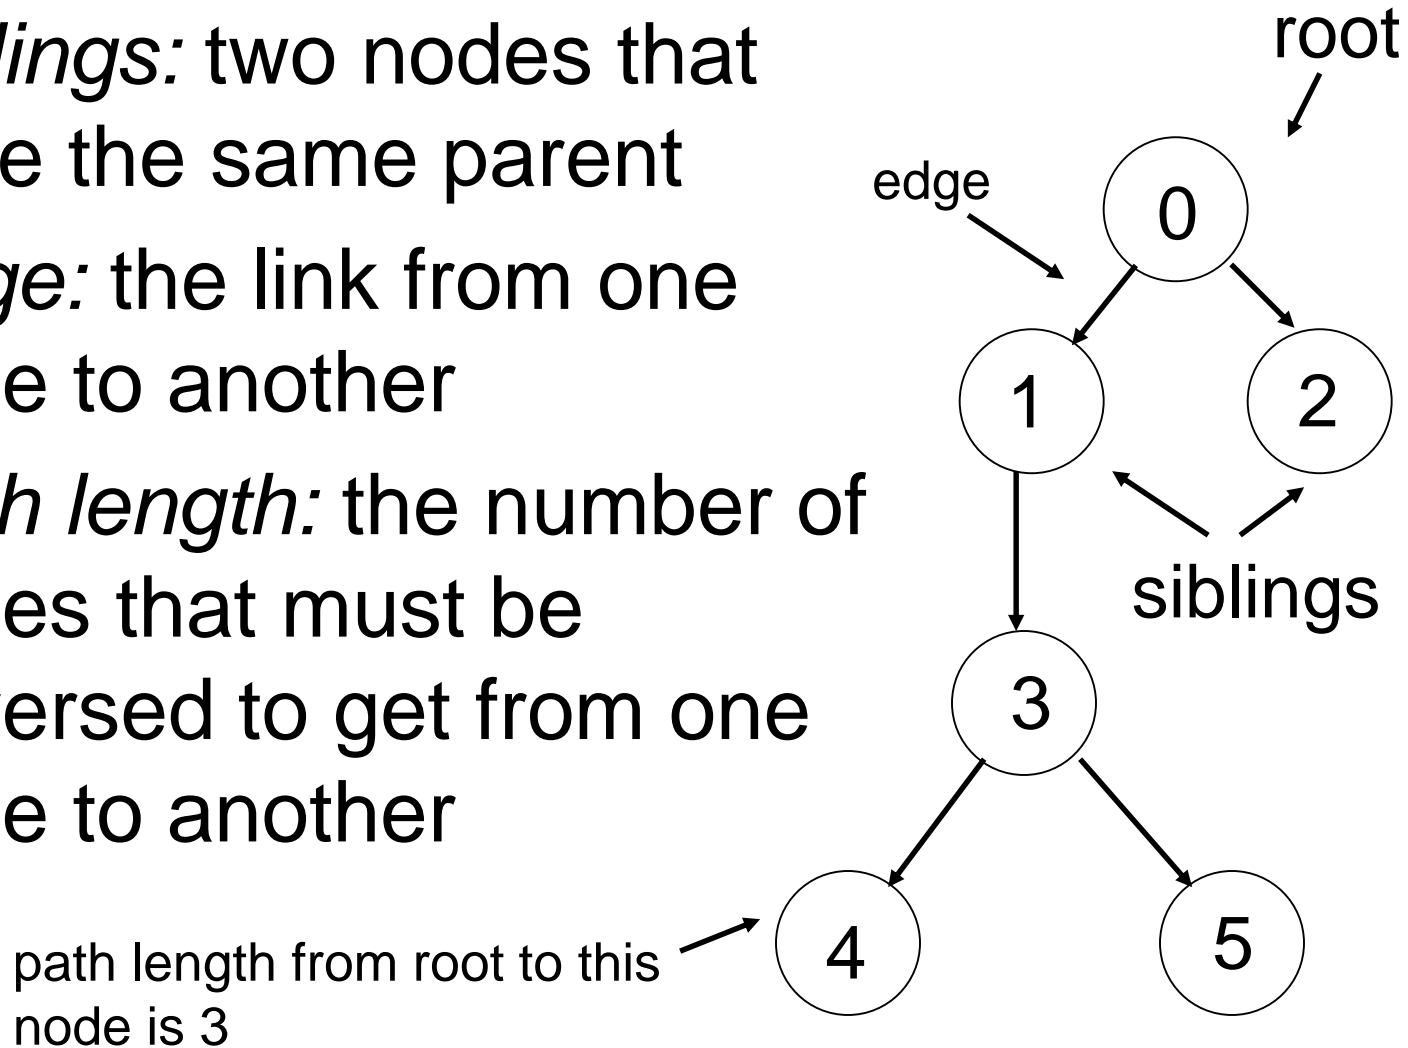 lings: two nodes that
e the same parent
ge: the link from one
e to another
h length: the number of
es that must be
ersed to get from one
e to another
path length from root to this
node is 3
root
edge
0
1
2
siblings
3
4
5